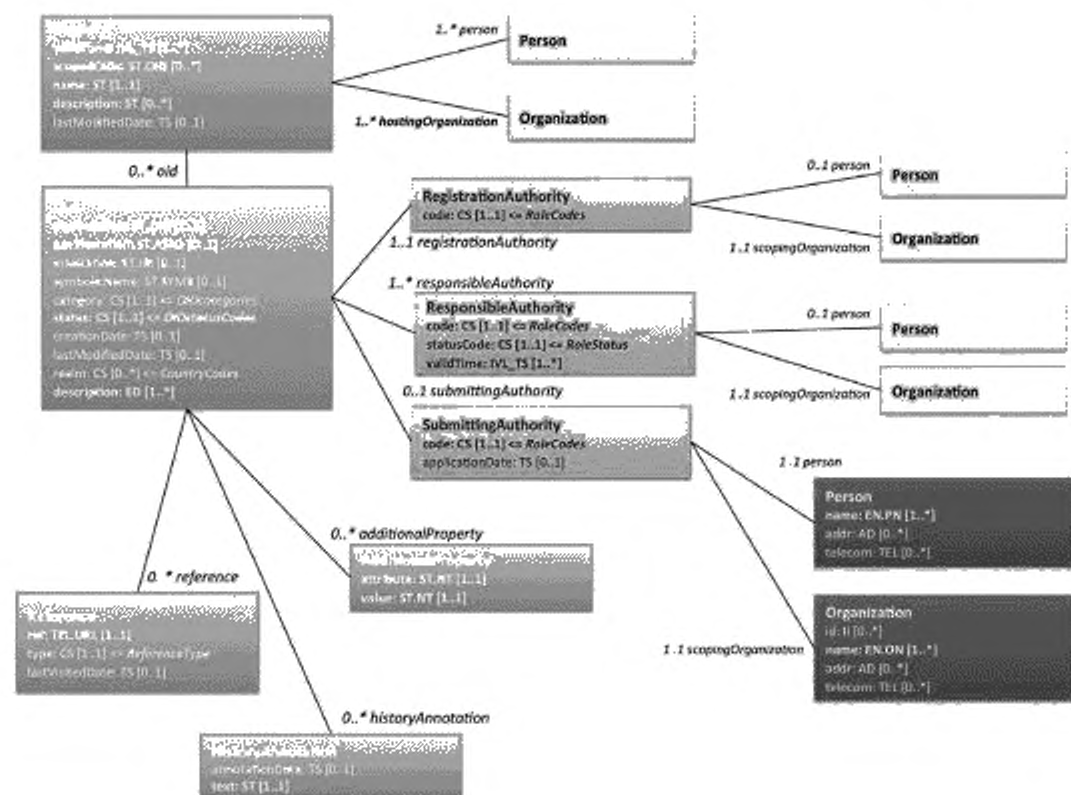 1..* person
Person
name: ST [1..1]
description: ST [0..*]
lastModifiedDate: TS [0..1]
1..* hostingOrganization
Organization
0..* oid
RegistrationAuthority
code: CS [1..1] <= RoleCodes
1..1 registrationAuthority
0..1 person
Person
1..1 scopingOrganization
Organization
symbolicName: ST.SYMB [0..1]
category: CS [1..1] <=
status: CS [1..1] <=
creationDate: TS [0..1]
lastModifiedDate: TS [0..1]
realm: CS [0..*] <= CountryCodes
description: ED [1..*]
1..* responsibleAuthority
ResponsibleAuthority
code: CS [1..1] <= RoleCodes
statusCode: CS [1..1] <= RoleStatus
validTime: IVL_TS [1..*]
0..1 person
Person
1..1 scopingOrganization
Organization
0..1 submittingAuthority
SubmittingAuthority
code: CS [1..1] <= RoleCodes
applicationDate: TS [0..1]
1..1 person
Person
name: EN.PN [1..*]
addr: AD [0..*]
telecom: TEL [0..*]
1..1 scopingOrganization
Organization
id: II [0..*]
name: EN.ON [1..*]
addr: AD [0..*]
telecom: TEL [0..*]
0..* additionalProperty
attribute: ST.NT [1..1]
value: ST.NT [1..1]
0..* reference
ref: TEL.URL [1..1]
type: CS [1..1] <= ReferenceType
lastVisitedDate: TS [0..1]
0..* historyAnnotation
annotationDate: TS [0..1]
text: ST [1..1]